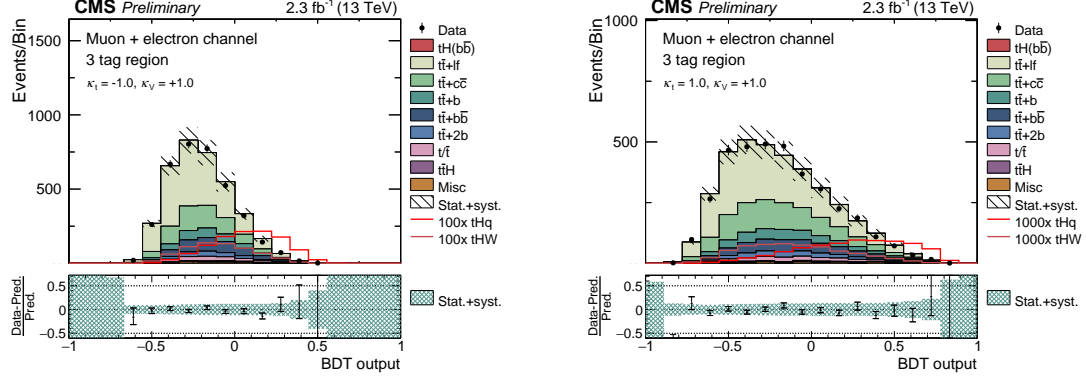 CMS Preliminary 2.3 fb⁻¹ (13 TeV)
Events/Bin
1500
1000
750
500
250
Muon + electron channel
3 tag region
κt = -1.0, κV = +1.0
Data
tH(bb̄)
tt̄+lf
tt̄+cc̄
tt̄+b
tt̄+bb̄
tt̄+2b
t/t̄
tt̄H
Misc
Stat.+syst.
100x tHq
100x tHW
Data-Pred.
Pred.
0.5
0
−0.5
Stat.+syst.
−1 −0.5 0 0.5 1
BDT output
CMS Preliminary 2.3 fb⁻¹ (13 TeV)
Events/Bin
1000
500
Muon + electron channel
3 tag region
κt = 1.0, κV = +1.0
Data
tH(bb̄)
tt̄+lf
tt̄+cc̄
tt̄+b
tt̄+bb̄
tt̄+2b
t/t̄
tt̄H
Misc
Stat.+syst.
100x tHq
1000x tHW
Data-Pred.
Pred.
0.5
0
−0.5
Stat.+syst.
−1 −0.5 0 0.5 1
BDT output